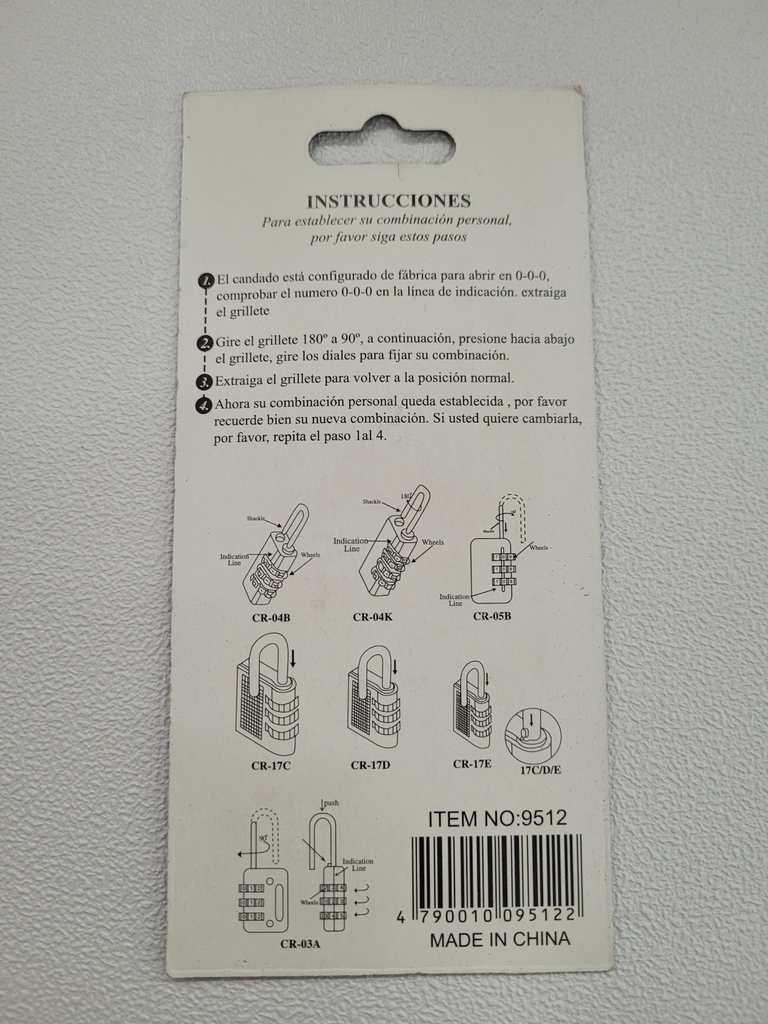 INSTRUCCIONES
Para establecer su combinación personal,
por favor siga estos pasos
1. El candado está configurado de fábrica para abrir en 0-0-0,
comprobar el numero 0-0-0 en la línea de indicación. extraiga
el grillete
2. Gire el grillete 180º a 90º, a continuación, presione hacia abajo
el grillete, gire los diales para fijar su combinación.
3. Extraiga el grillete para volver a la posición normal.
4. Ahora su combinación personal queda establecida , por favor
recuerde bien su nueva combinación. Si usted quiere cambiarla,
por favor, repita el paso 1al 4.
Shackle
Indication
Line
Wheels
CR-04B
Shackle
180º
Indication
Line
Wheels
CR-04K
Wheels
Indication
Line
CR-05B
CR-17C
CR-17D
CR-17E
17C/D/E
90º
push
Indication
Line
Wheels
CR-03A
ITEM NO:9512
4 790010 095122
MADE IN CHINA